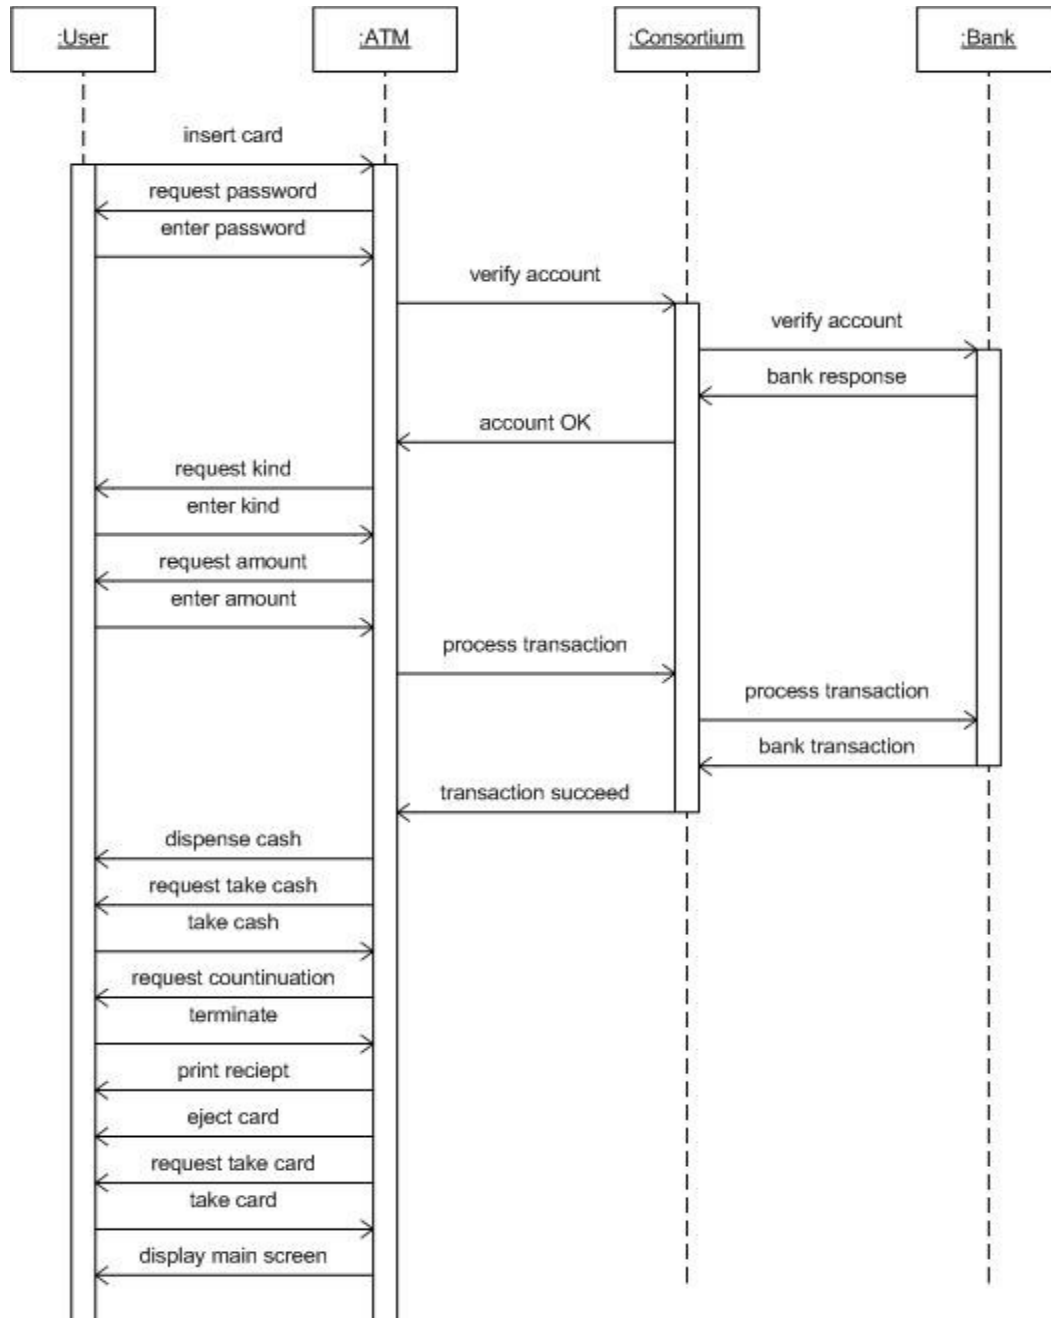 :User
:ATM
:Consortium
:Bank
insert card
request password
enter password
verify account
verify account
bank response
account OK
request kind
enter kind
request amount
enter amount
process transaction
process transaction
bank transaction
transaction succeed
dispense cash
request take cash
take cash
request countinuation
terminate
print reciept
eject card
request take card
take card
display main screen